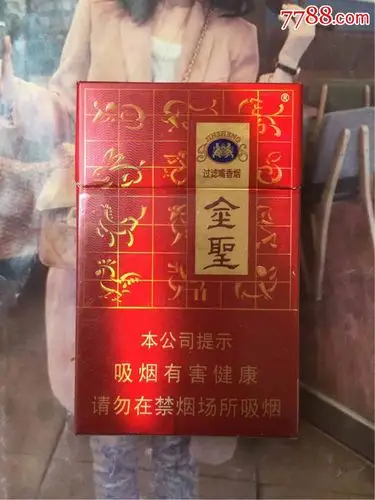 7788.com
®
JINSHENG
过滤嘴香烟
金聖
本公司提示
吸烟有害健康
请勿在禁烟场所吸烟